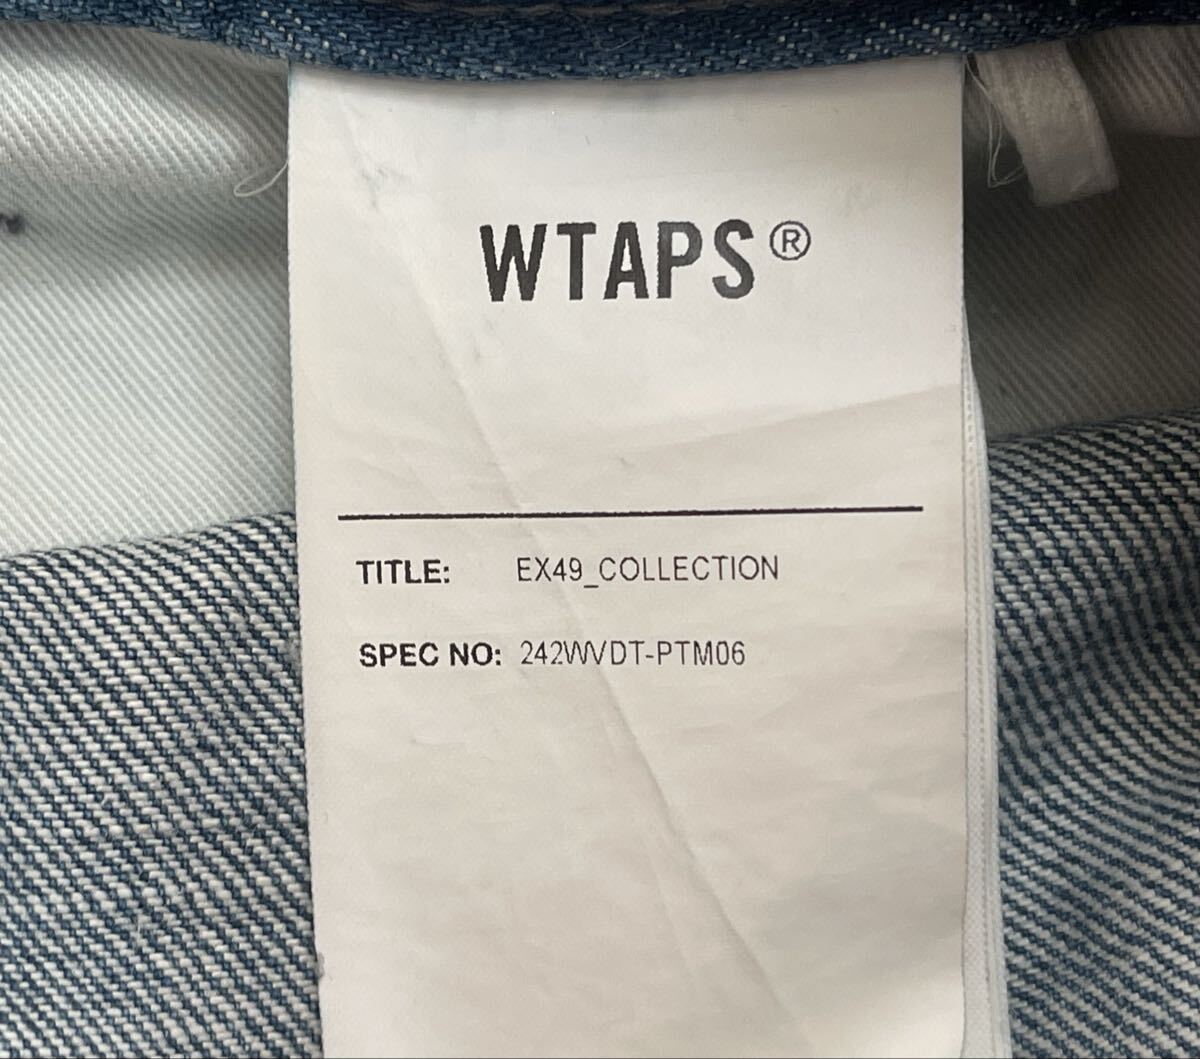 WTAPS®
TITLE: EX49_COLLECTION
SPEC NO: 242WVDT-PTM06